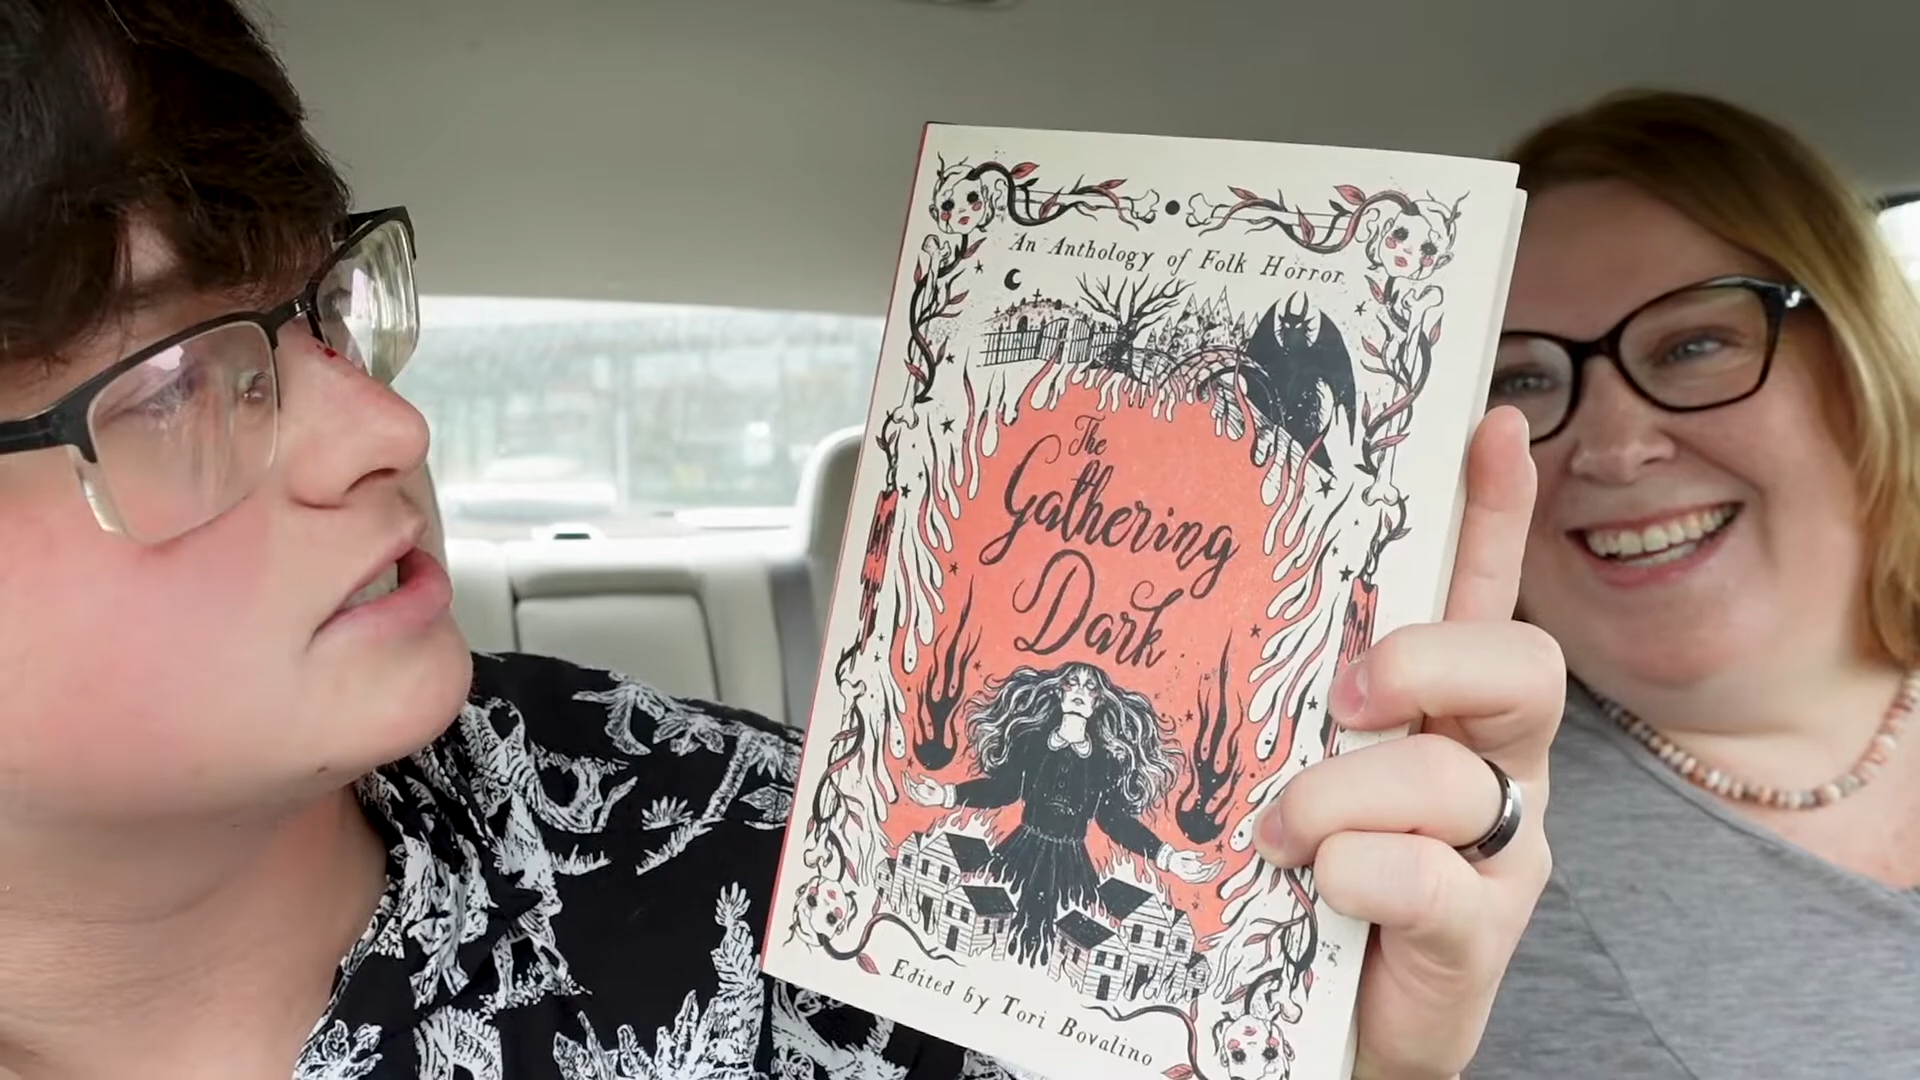 An Anthology of Folk Horror
The
Gathering
Dark
Edited by Tori Bovalino